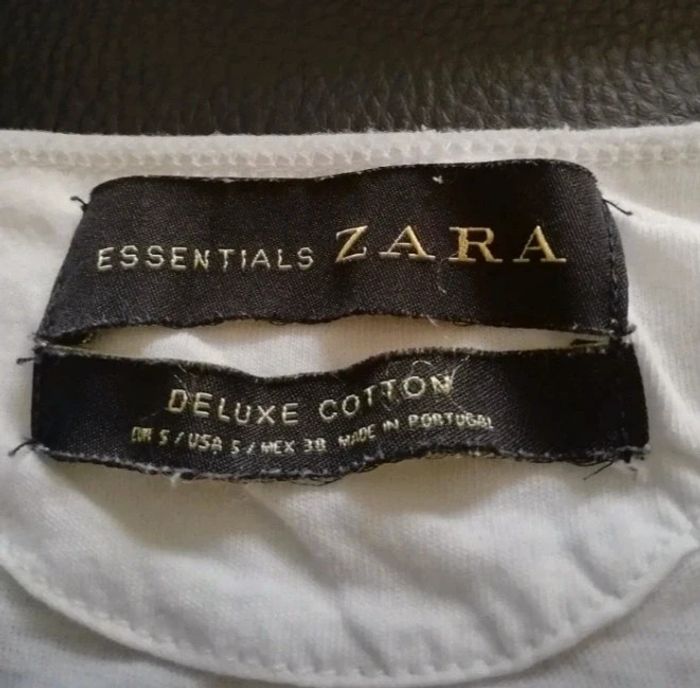 ESSENTIALS ZARA
DELUXE COTTON
EUR S / USA S / MEX 38 MADE IN PORTUGAL